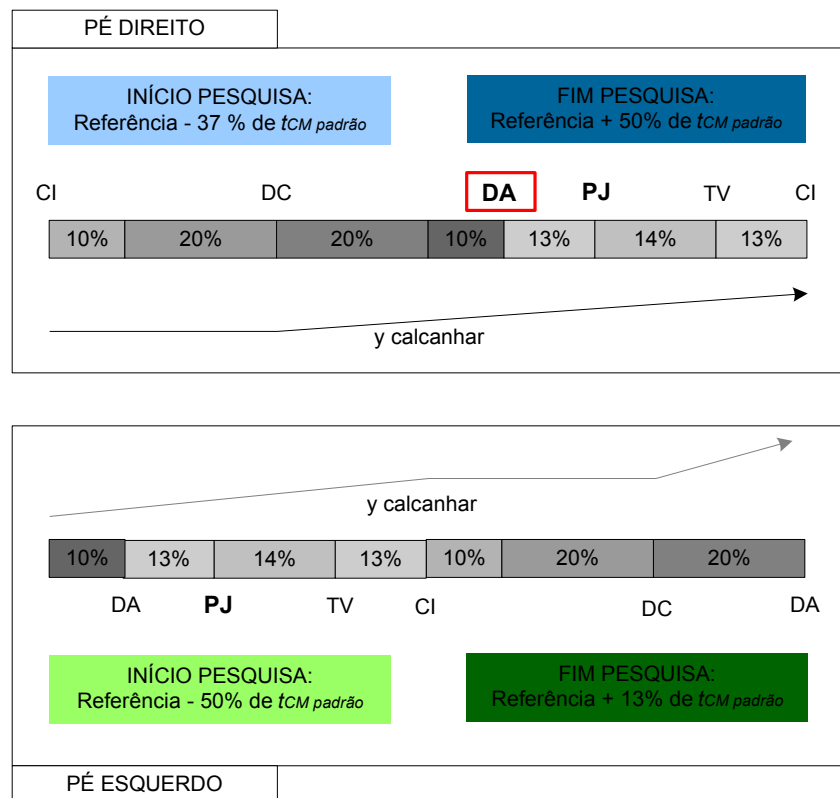 PÉ DIREITO
INÍCIO PESQUISA:
Referência - 37 % de tCM padrão
FIM PESQUISA:
Referência + 50% de tCM padrão
CI DC DA PJ TV CI
10% 20% 20% 10% 13% 14% 13%
y calcanhar
y calcanhar
10% 13% 14% 13% 10% 20% 20%
DA PJ TV CI DC DA
INÍCIO PESQUISA:
Referência - 50% de tCM padrão
FIM PESQUISA:
Referência + 13% de tCM padrão
PÉ ESQUERDO